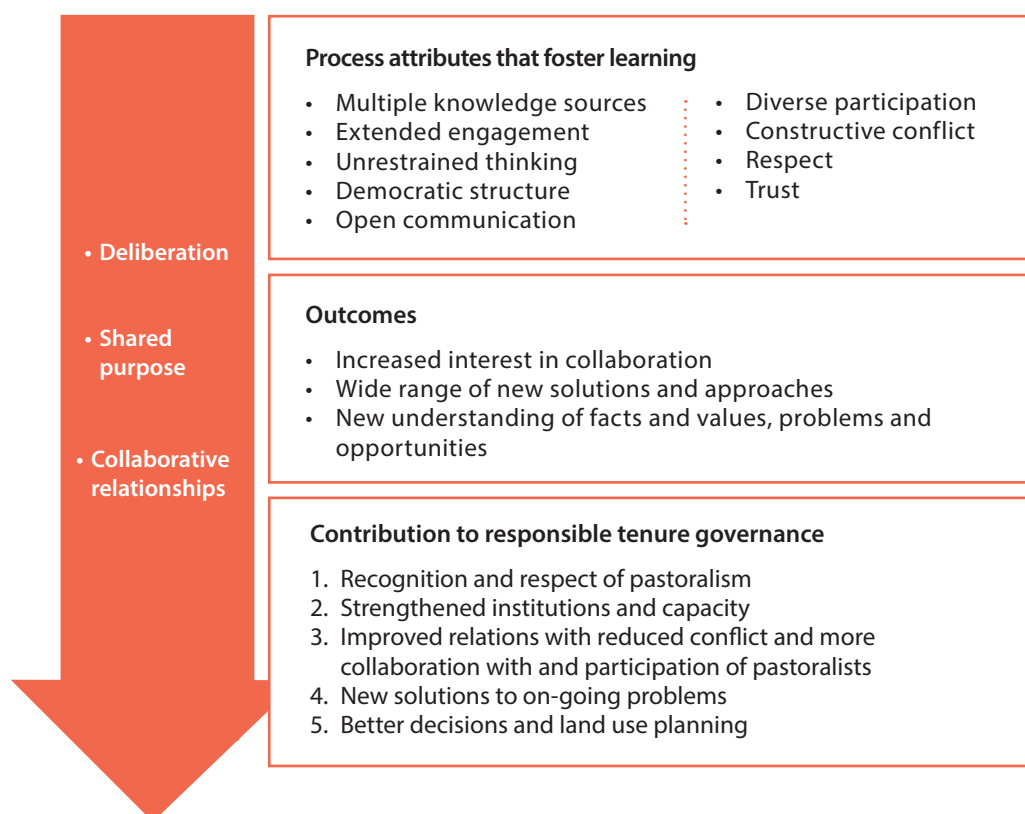 Process attributes that foster learning
• Multiple knowledge sources
• Extended engagement
• Unrestrained thinking
• Democratic structure
• Open communication
• Diverse participation
• Constructive conflict
• Respect
• Trust
• Deliberation
• Shared
purpose
• Collaborative
relationships
Outcomes
• Increased interest in collaboration
• Wide range of new solutions and approaches
• New understanding of facts and values, problems and
opportunities
Contribution to responsible tenure governance
1. Recognition and respect of pastoralism
2. Strengthened institutions and capacity
3. Improved relations with reduced conflict and more
collaboration with and participation of pastoralists
4. New solutions to on-going problems
5. Better decisions and land use planning